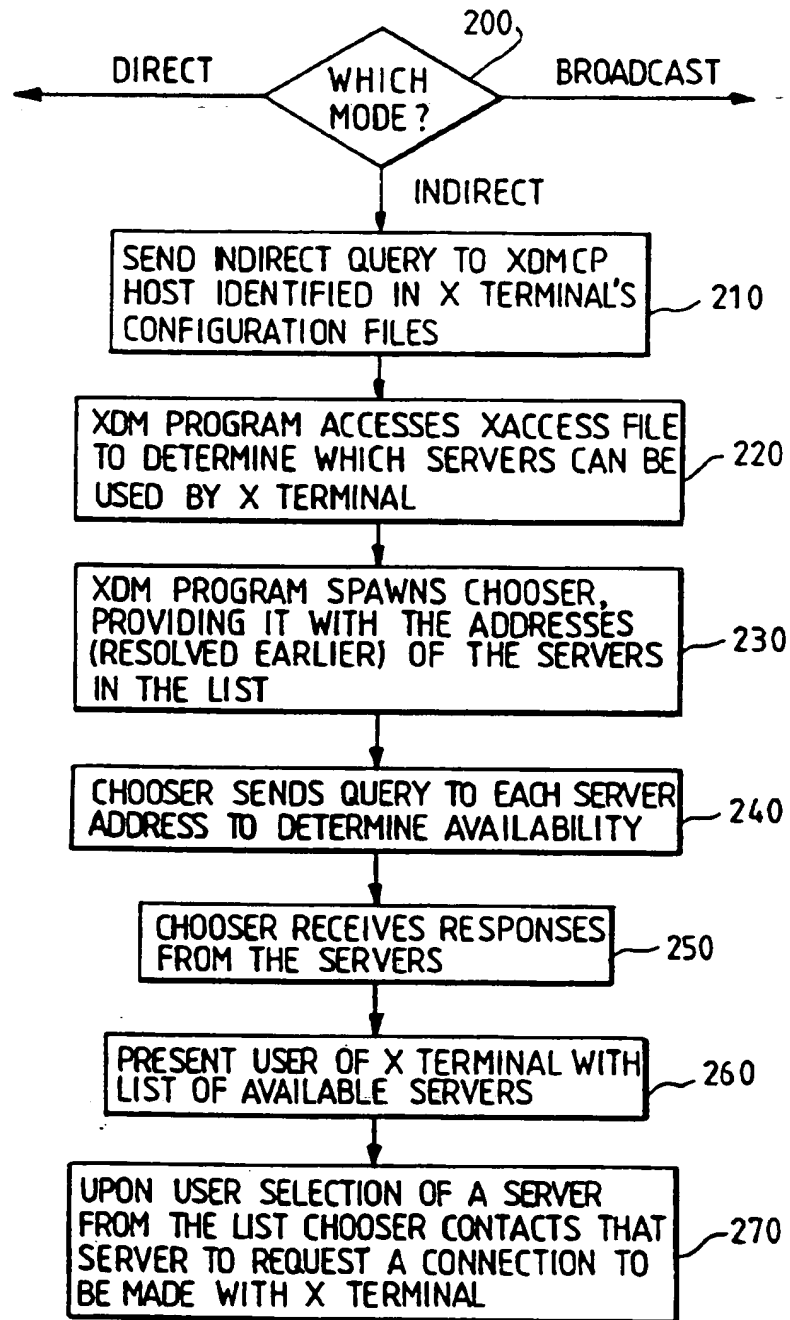 200
DIRECT
WHICH
MODE?
BROADCAST
INDIRECT
SEND INDIRECT QUERY TO XDMCP
HOST IDENTIFIED IN X TERMINAL'S
CONFIGURATION FILES
210
XDM PROGRAM ACCESSES XACCESS FILE
TO DETERMINE WHICH SERVERS CAN BE
USED BY X TERMINAL
220
XDM PROGRAM SPAWNS CHOOSER,
PROVIDING IT WITH THE ADDRESSES
(RESOLVED EARLIER) OF THE SERVERS
IN THE LIST
230
CHOOSER SENDS QUERY TO EACH SERVER
ADDRESS TO DETERMINE AVAILABILITY
240
CHOOSER RECEIVES RESPONSES
FROM THE SERVERS
250
PRESENT USER OF X TERMINAL WITH
LIST OF AVAILABLE SERVERS
260
UPON USER SELECTION OF A SERVER
FROM THE LIST CHOOSER CONTACTS THAT
SERVER TO REQUEST A CONNECTION TO
BE MADE WITH X TERMINAL
270